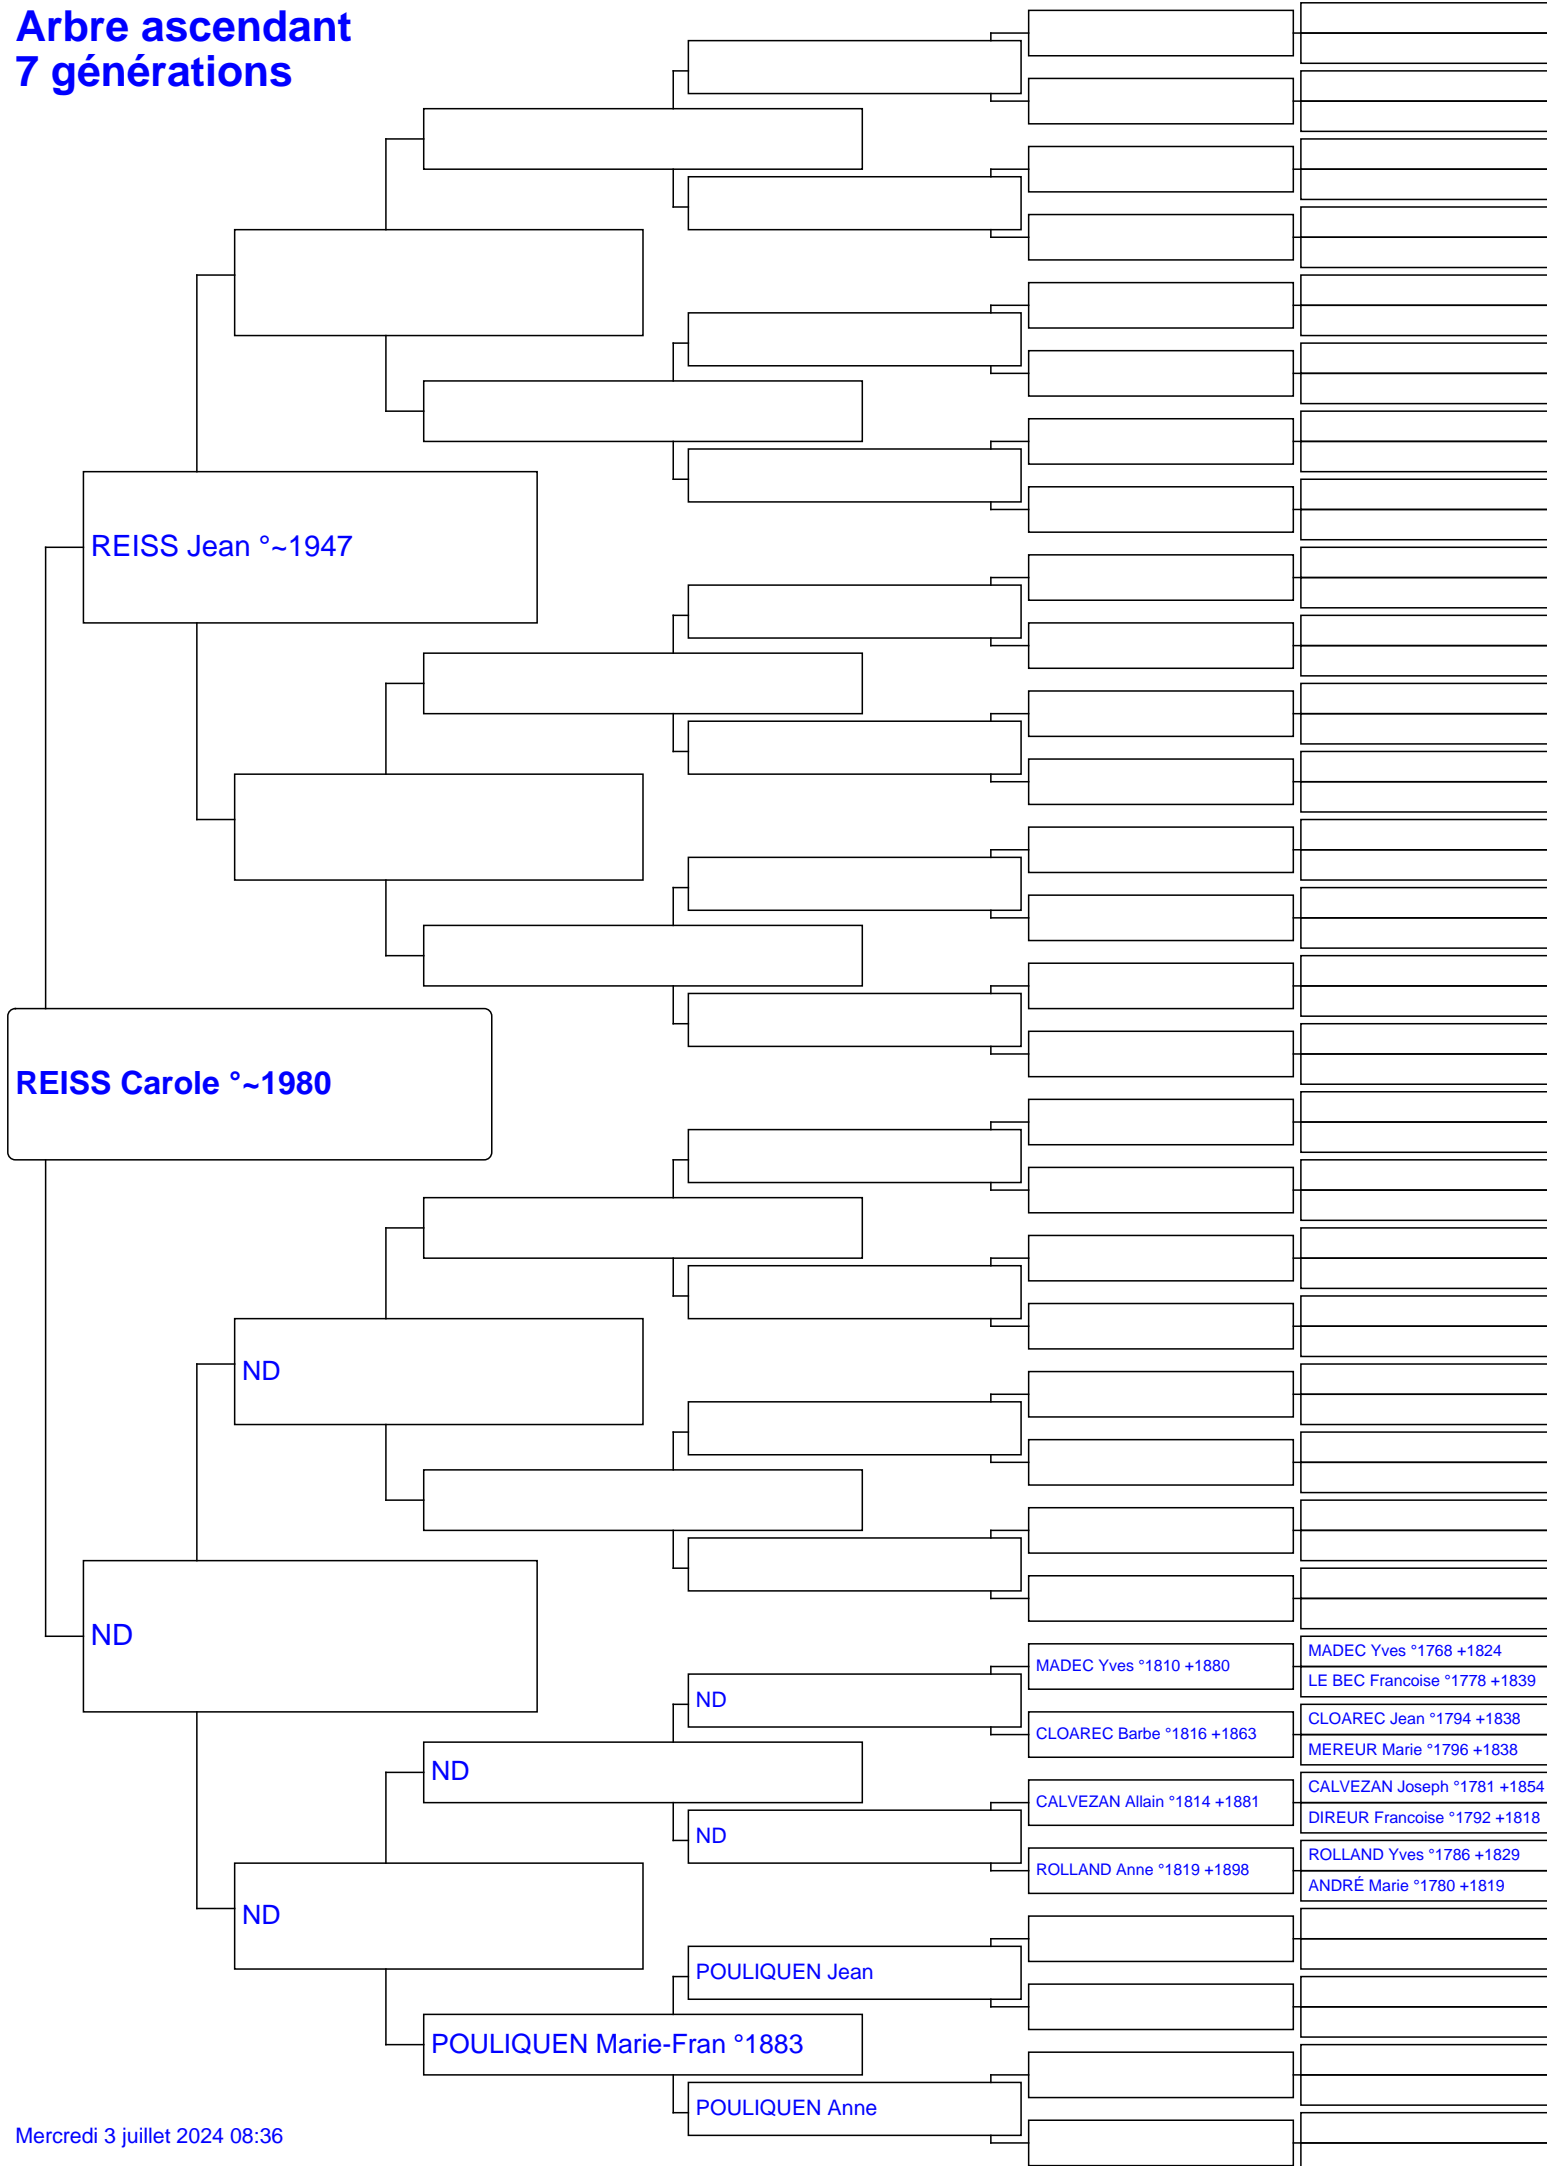 Arbre ascendant
7 générations
REISS Jean °~1947
REISS Carole °~1980
ND
ND
MADEC Yves °1810 +1880
MADEC Yves °1768 +1824
LE BEC Francoise °1778 +1839
ND
CLOAREC Barbe °1816 +1863
CLOAREC Jean °1794 +1838
MEREUR Marie °1796 +1838
ND
CALVEZAN Allain °1814 +1881
CALVEZAN Joseph °1781 +1854
DIREUR Francoise °1792 +1818
ND
ROLLAND Anne °1819 +1898
ROLLAND Yves °1786 +1829
ANDRÉ Marie °1780 +1819
ND
POULIQUEN Jean
POULIQUEN Marie-Fran °1883
POULIQUEN Anne
Mercredi 3 juillet 2024 08:36